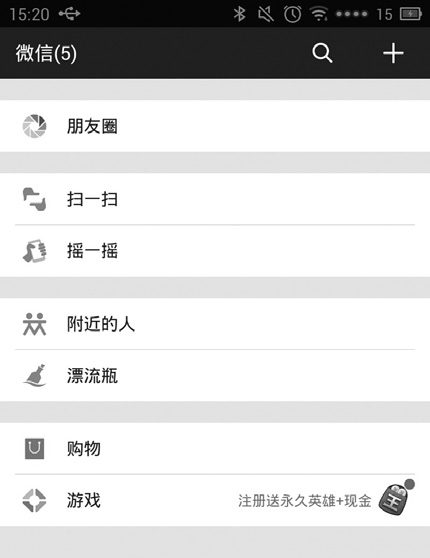 15:20 15
微信(5)
朋友圈
扫一扫
摇一摇
附近的人
漂流瓶
购物
游戏 注册送永久英雄+现金 王